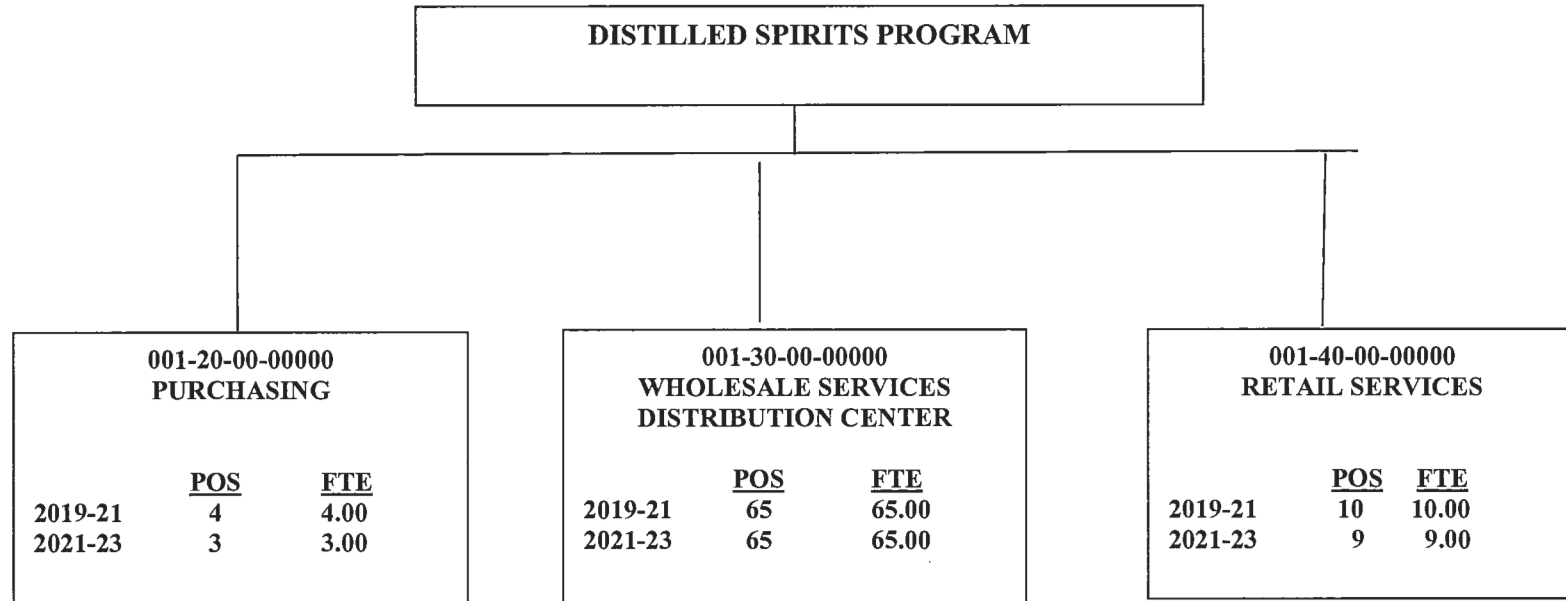 DISTILLED SPIRITS PROGRAM
001-20-00-00000
PURCHASING
POS FTE
2019-21 4 4.00
2021-23 3 3.00
001-30-00-00000
WHOLESALE SERVICES
DISTRIBUTION CENTER
POS FTE
2019-21 65 65.00
2021-23 65 65.00
001-40-00-00000
RETAIL SERVICES
POS FTE
2019-21 10 10.00
2021-23 9 9.00